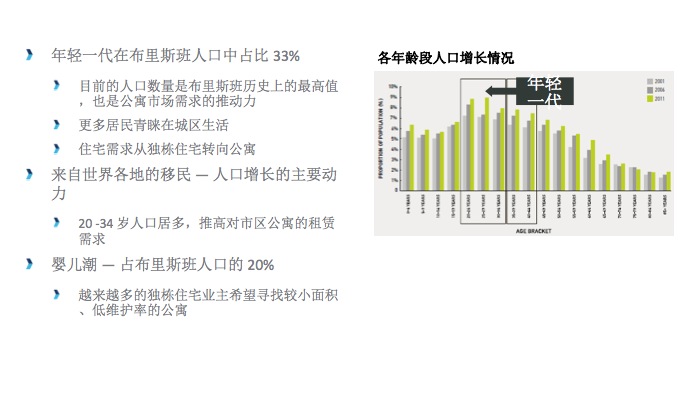 年轻一代在布里斯班人口中占比 33%
目前的人口数量是布里斯班历史上的最高值
，也是公寓市场需求的推动力
更多居民青睐在城区生活
住宅需求从独栋住宅转向公寓
来自世界各地的移民 — 人口增长的主要动
力
20 -34 岁人口居多，推高对市区公寓的租赁
需求
婴儿潮 — 占布里斯班人口的 20%
越来越多的独栋住宅业主希望寻找较小面积
、低维护率的公寓
各年龄段人口增长情况
年轻
一代
2001
2006
2011
PROPORTION OF POPULATION (%)
10%
9%
8%
7%
6%
5%
4%
3%
2%
1%
0
AGE BRACKET